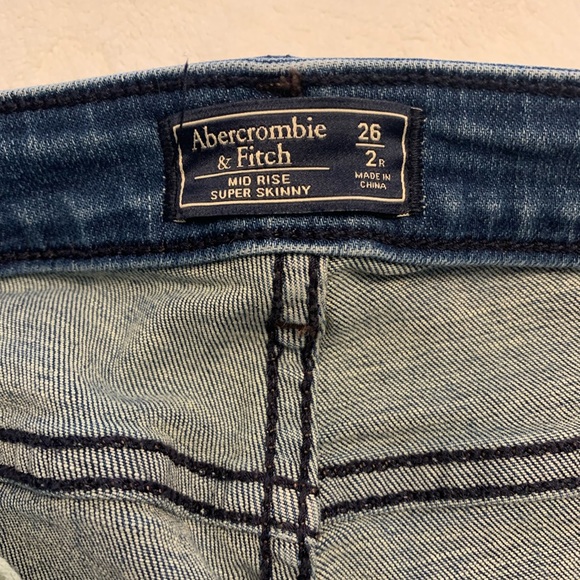 Abercrombie
& Fitch
MID RISE
SUPER SKINNY
26
2R
MADE IN
CHINA